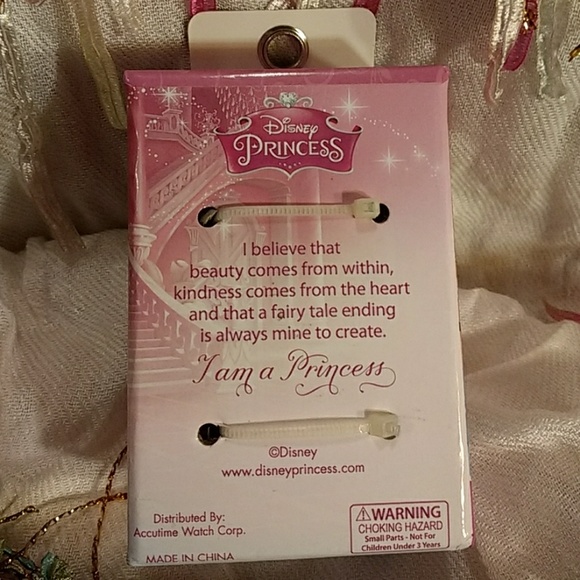 Disney
PRINCESS
I believe that
beauty comes from within,
kindness comes from the heart
and that a fairy tale ending
is always mine to create.
I am a Princess
©Disney
www.disneyprincess.com
Distributed By:
Accutime Watch Corp.
MADE IN CHINA
⚠WARNING
CHOKING HAZARD
Small Parts - Not For
Children Under 3 Years